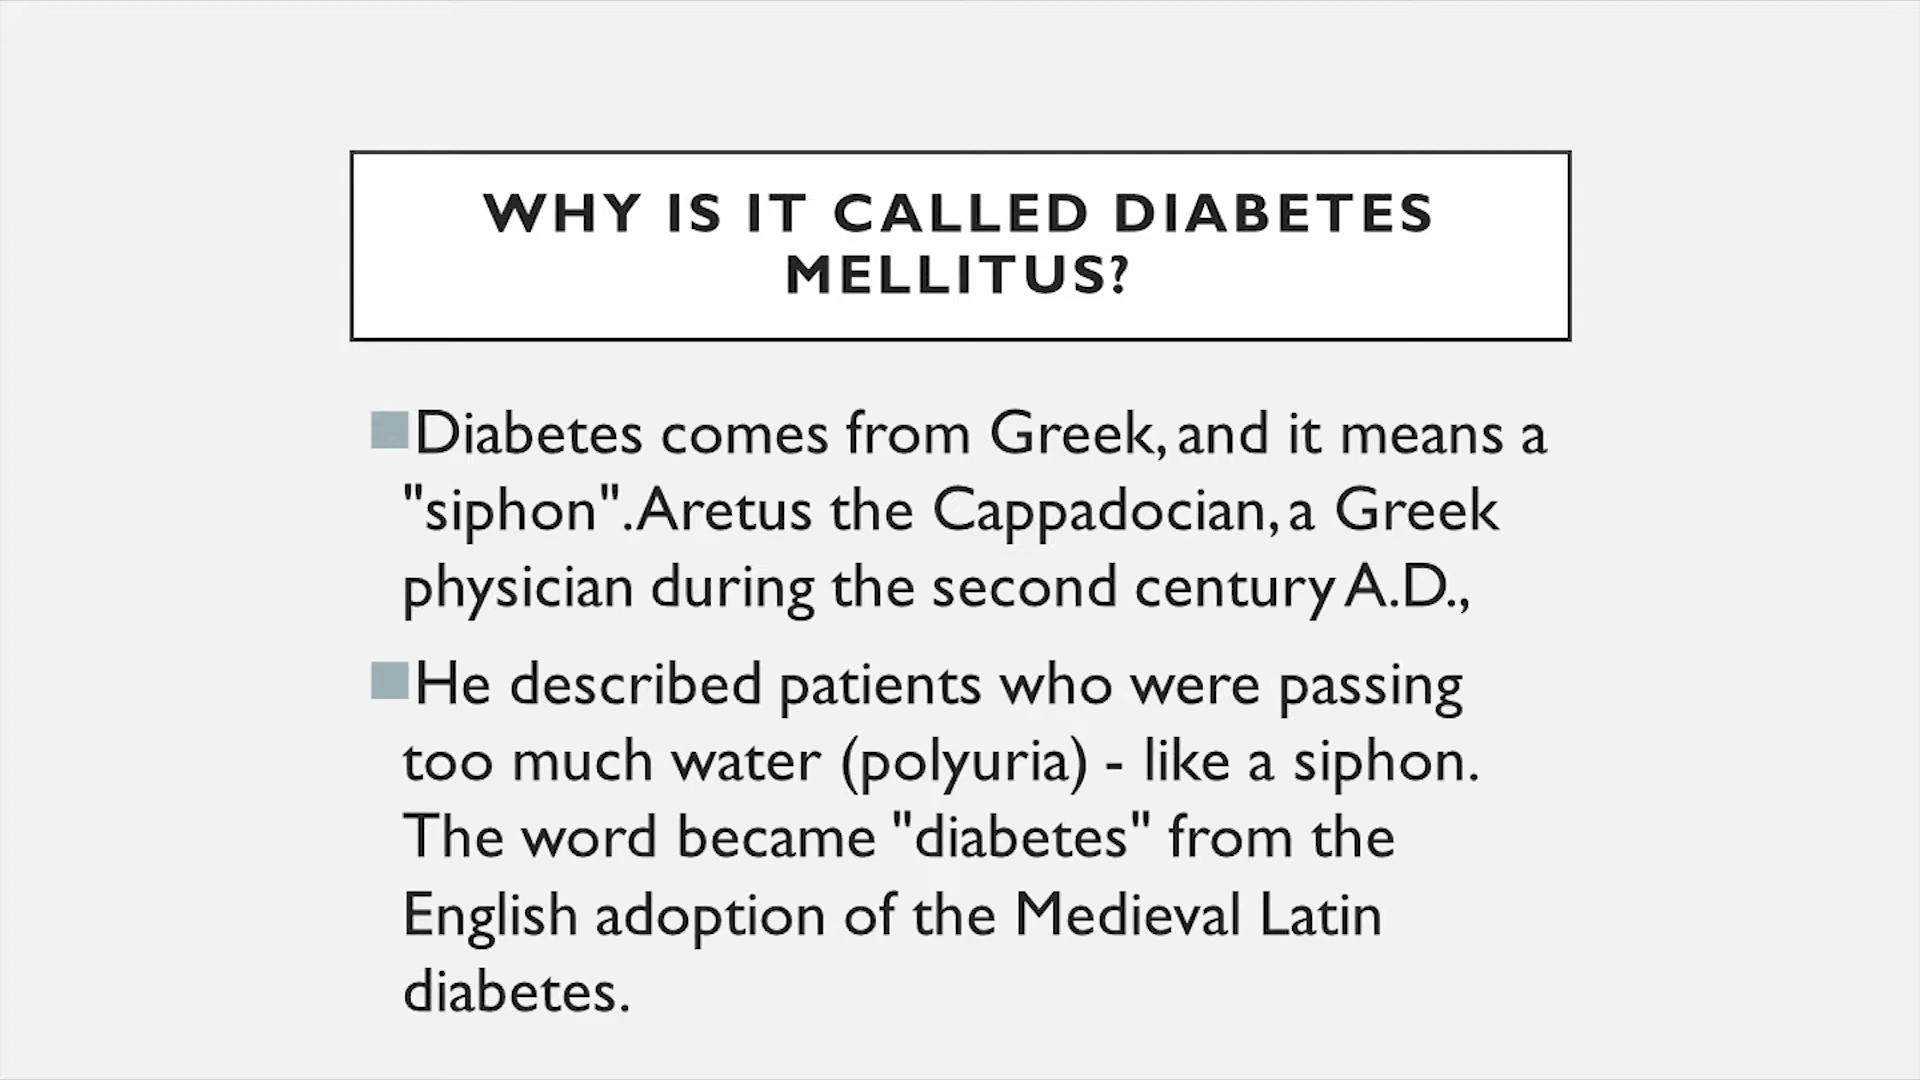 WHY IS IT CALLED DIABETES
MELLITUS?
Diabetes comes from Greek, and it means a
"siphon". Aretus the Cappadocian, a Greek
physician during the second century A.D.,
He described patients who were passing
too much water (polyuria) - like a siphon.
The word became "diabetes" from the
English adoption of the Medieval Latin
diabetes.